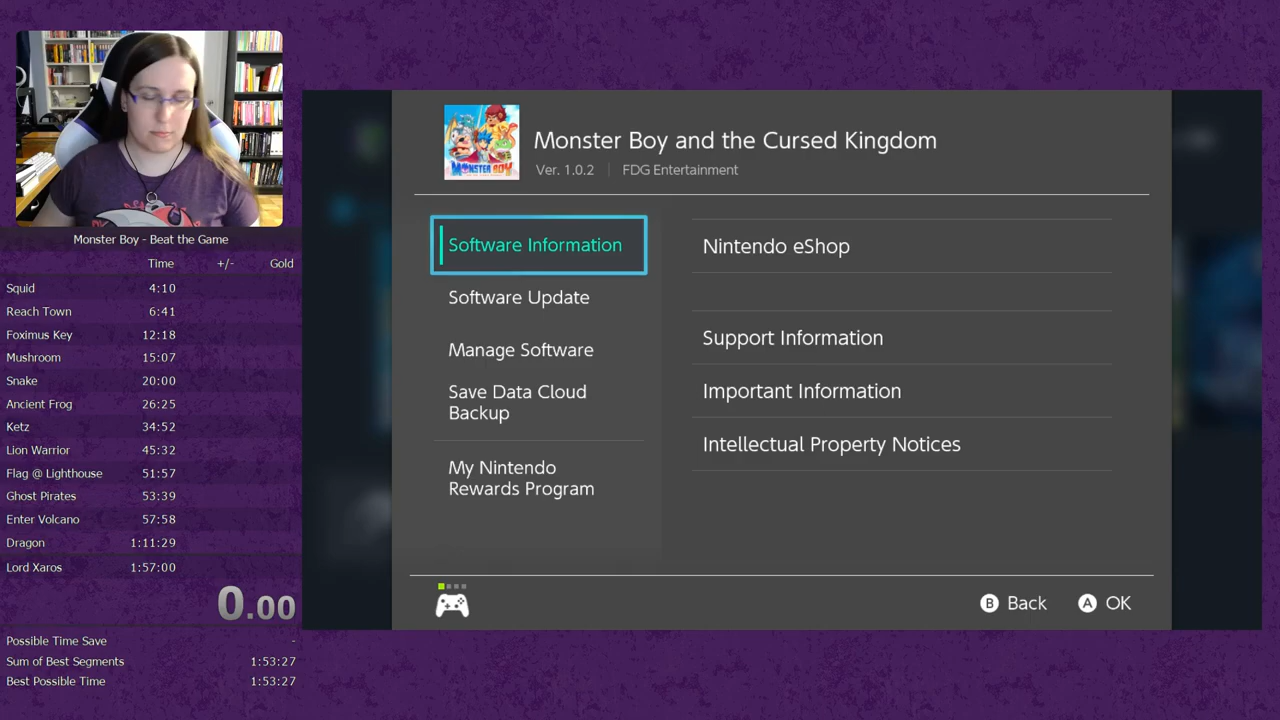 Monster Boy - Beat the Game
Time +/- Gold
Squid 4:10
Reach Town 6:41
Foximus Key 12:18
Mushroom 15:07
Snake 20:00
Ancient Frog 26:25
Ketz 34:52
Lion Warrior 45:32
Flag @ Lighthouse 51:57
Ghost Pirates 53:39
Enter Volcano 57:58
Dragon 1:11:29
Lord Xaros 1:57:00
0.00
Possible Time Save -
Sum of Best Segments 1:53:27
Best Possible Time 1:53:27
MONSTER BOY
Monster Boy and the Cursed Kingdom
Ver. 1.0.2 | FDG Entertainment
Software Information
Software Update
Manage Software
Save Data Cloud
Backup
My Nintendo
Rewards Program
Nintendo eShop
Support Information
Important Information
Intellectual Property Notices
B Back A OK